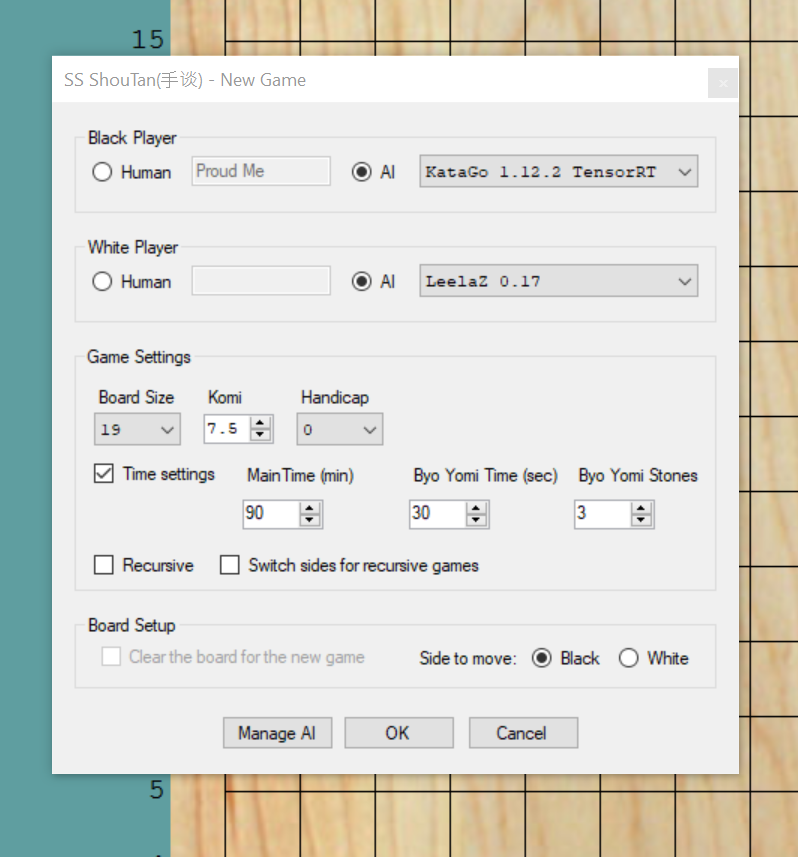 15
SS ShouTan(手谈) - New Game
Black Player
Human Proud Me AI KataGo 1.12.2 TensorRT
White Player
Human AI LeelaZ 0.17
Game Settings
Board Size Komi Handicap
19 7.5 0
Time settings MainTime (min) Byo Yomi Time (sec) Byo Yomi Stones
90 30 3
Recursive Switch sides for recursive games
Board Setup
Clear the board for the new game Side to move: Black White
Manage AI OK Cancel
5